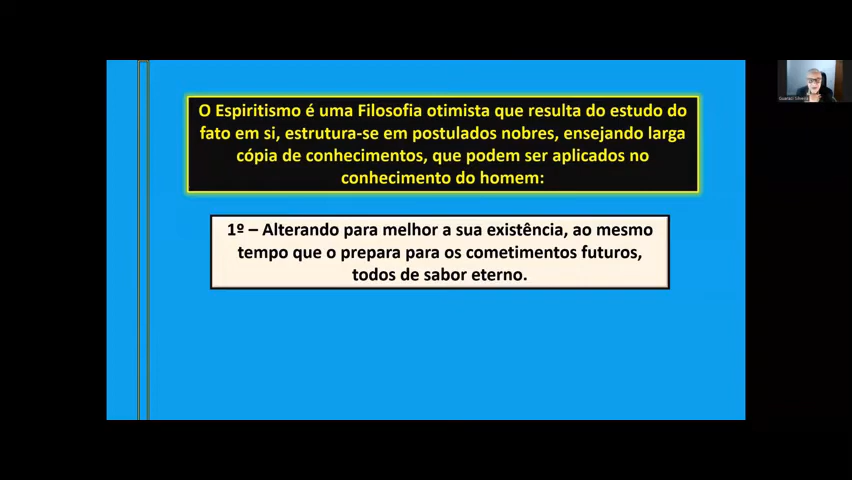 O Espiritismo é uma Filosofia otimista que resulta do estudo do
fato em si, estrutura-se em postulados nobres, ensejando larga
cópia de conhecimentos, que podem ser aplicados no
conhecimento do homem:
1º – Alterando para melhor a sua existência, ao mesmo
tempo que o prepara para os cometimentos futuros,
todos de sabor eterno.